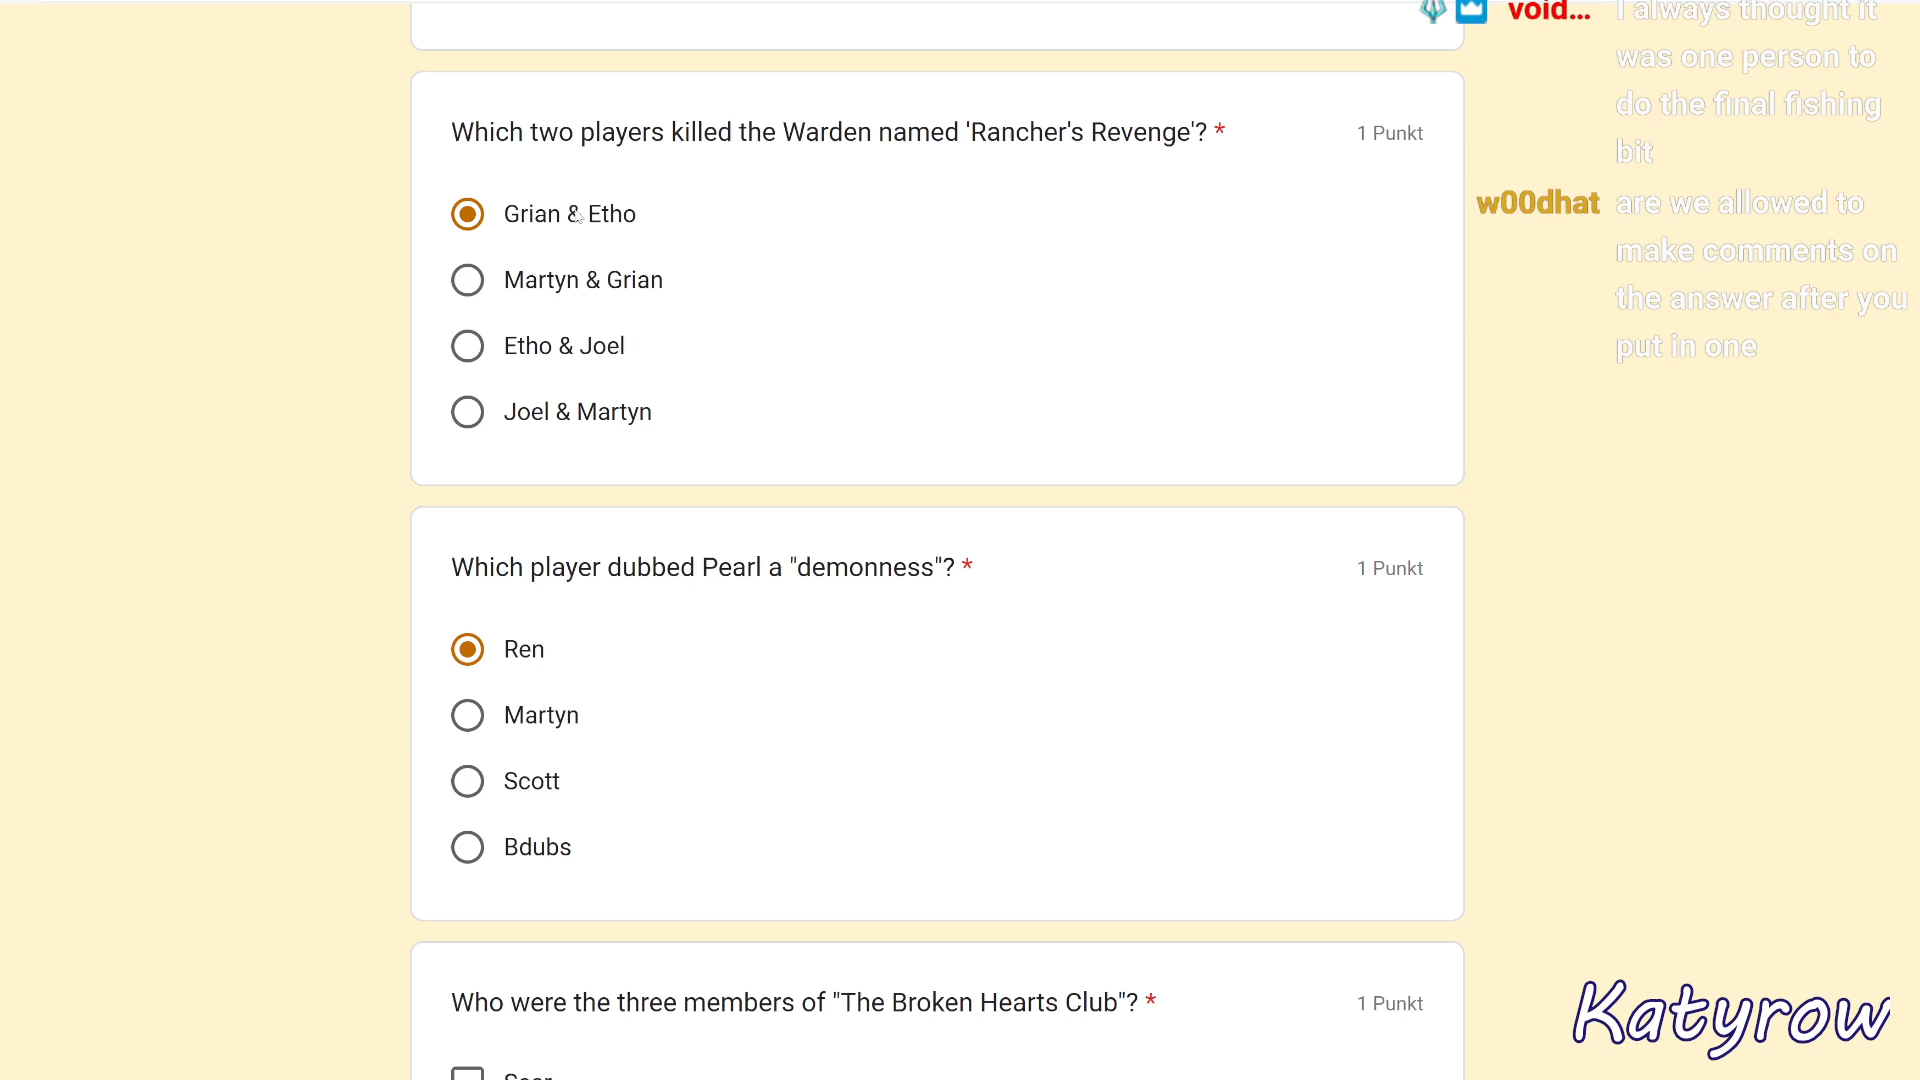 void...
I always thought it
was one person to
do the final fishing
bit
w00dhat are we allowed to
make comments on
the answer after you
put in one
Which two players killed the Warden named 'Rancher's Revenge'? *
1 Punkt
Grian & Etho
Martyn & Grian
Etho & Joel
Joel & Martyn
Which player dubbed Pearl a "demonness"? *
1 Punkt
Ren
Martyn
Scott
Bdubs
Who were the three members of "The Broken Hearts Club"? *
1 Punkt
Katyrow